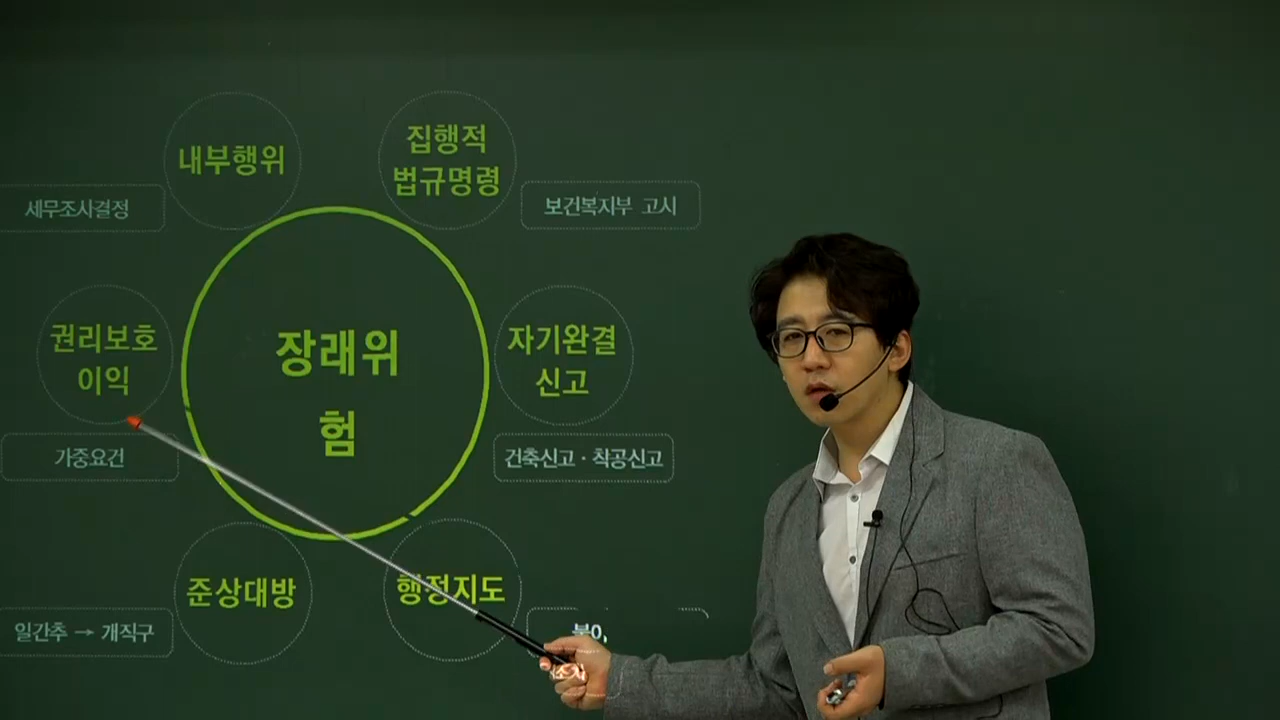 내부행위
집행적
법규명령
세무조사결정
보건복지부 고시
권리보호
이익
장래위
험
자기완결
신고
가중요건
건축신고 · 착공신고
준상대방
행정지도
일간추 → 개직구